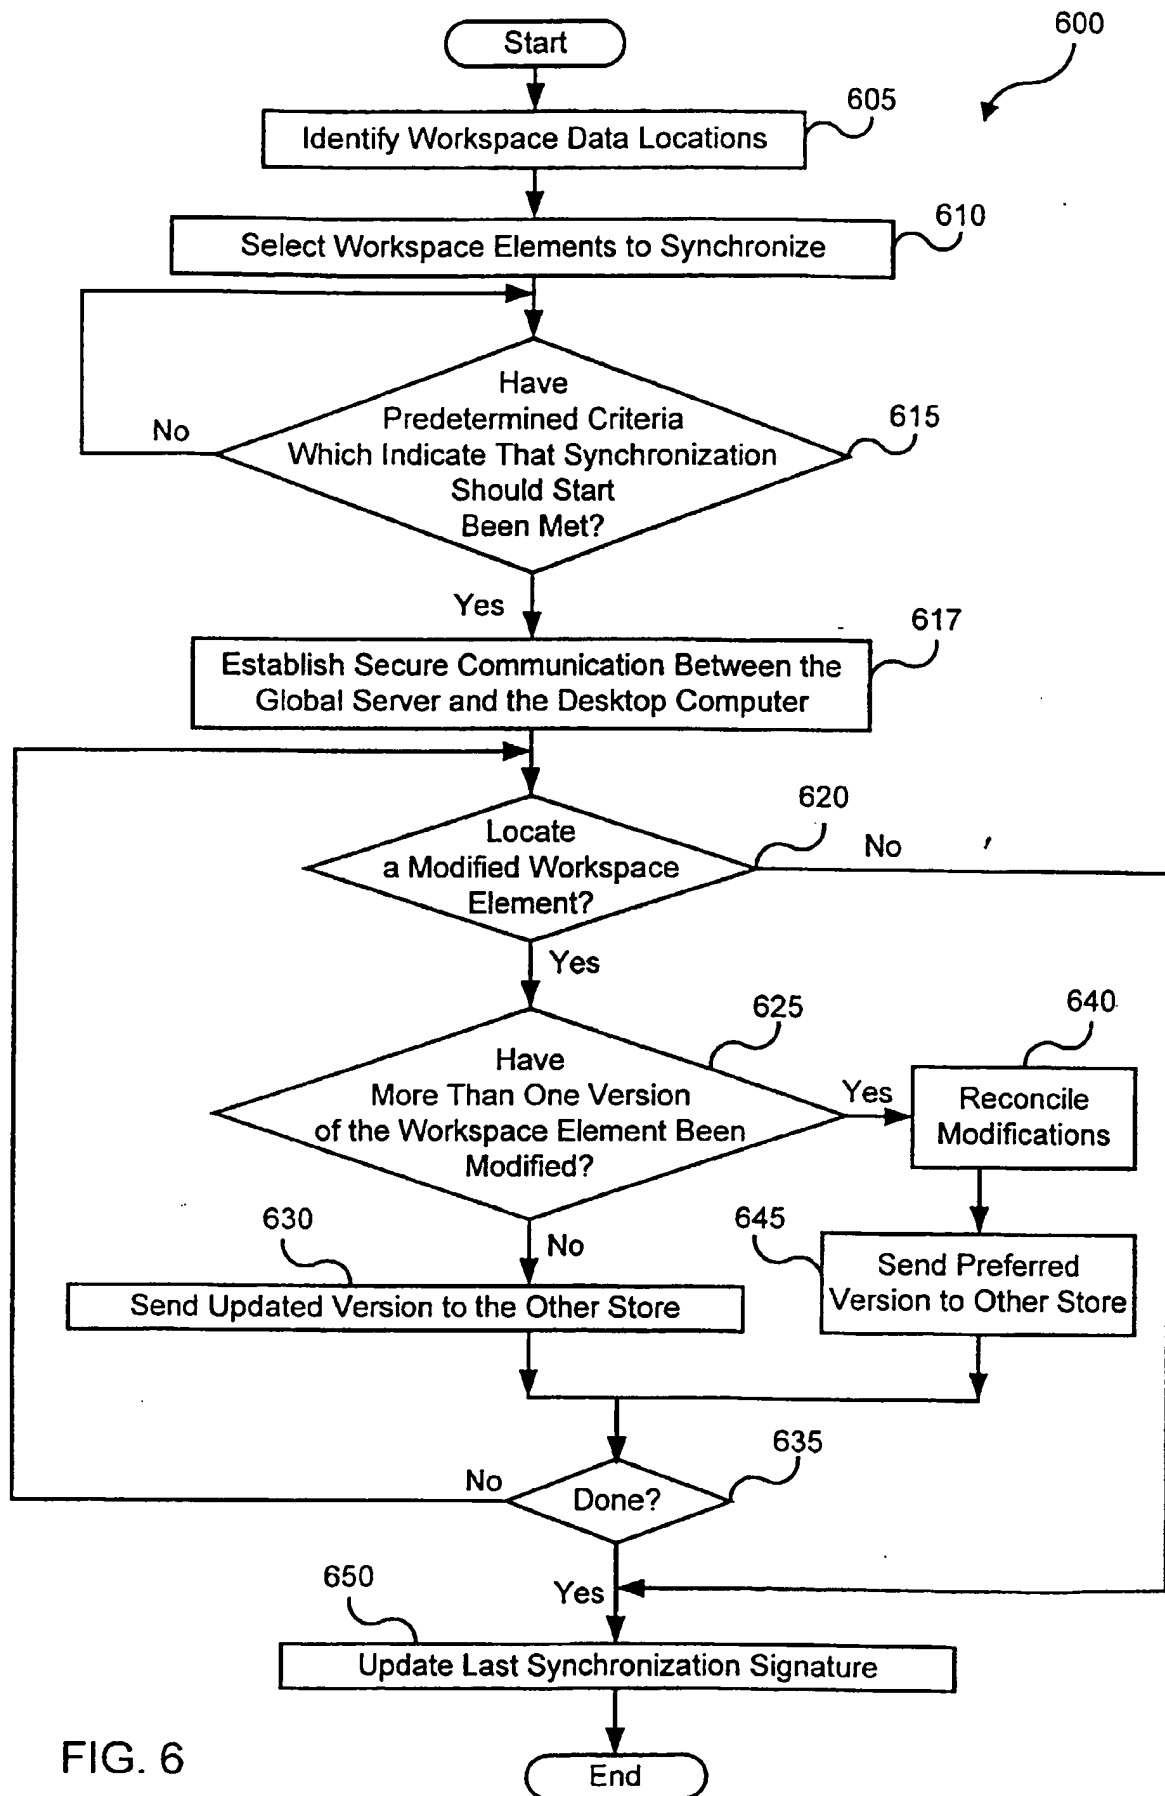 Start
600
605
Identify Workspace Data Locations
610
Select Workspace Elements to Synchronize
Have
Predetermined Criteria
Which Indicate That Synchronization
Should Start
Been Met?
No
615
Yes
617
Establish Secure Communication Between the
Global Server and the Desktop Computer
620
Locate
a Modified Workspace
Element?
No
Yes
625
Have
More Than One Version
of the Workspace Element Been
Modified?
Yes
640
Reconcile
Modifications
No
630
Send Updated Version to the Other Store
645
Send Preferred
Version to Other Store
635
Done?
No
Yes
650
Update Last Synchronization Signature
End
FIG. 6